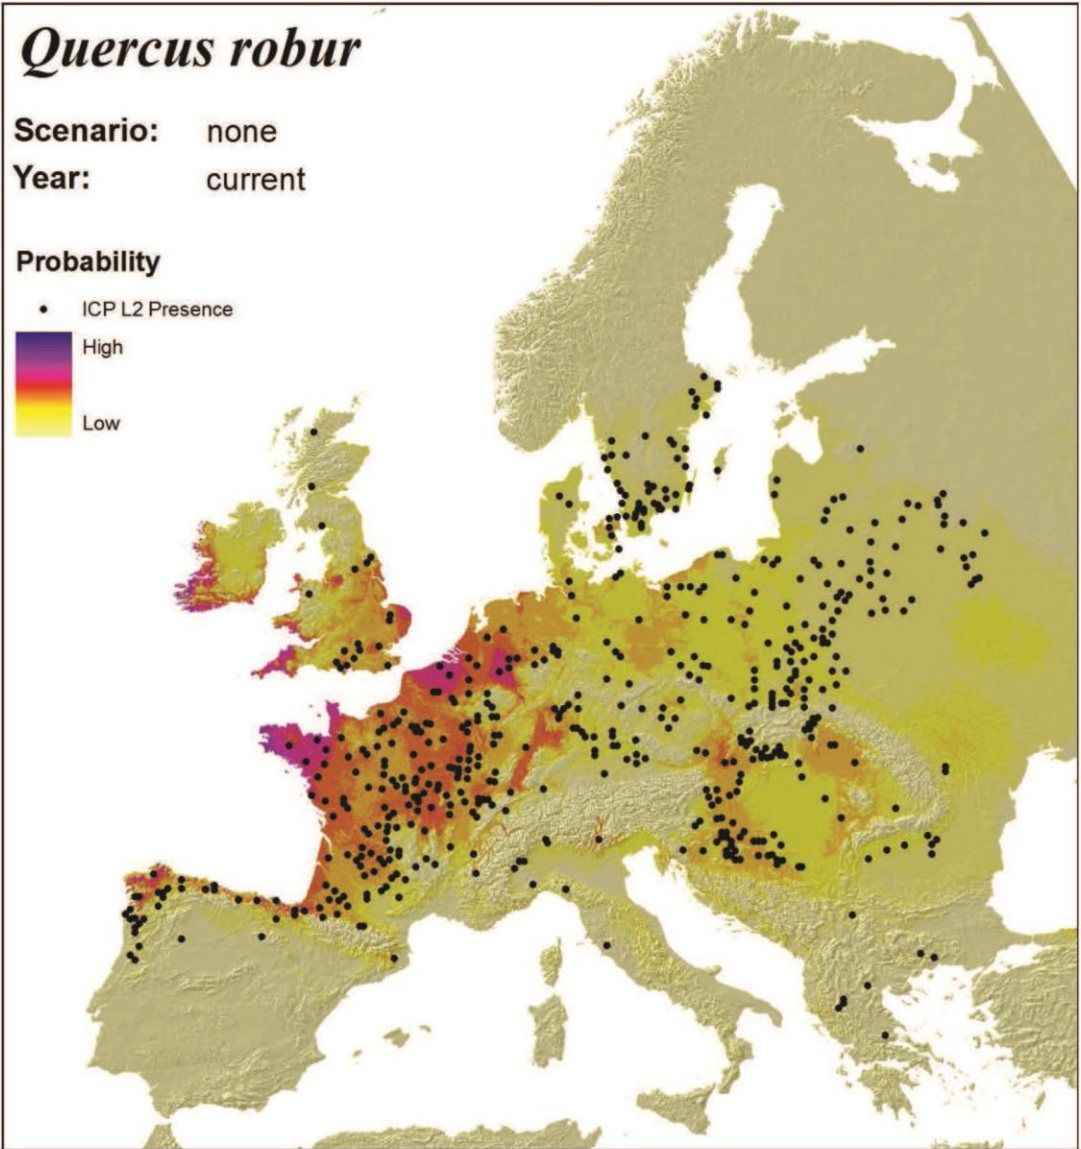 Quercus robur
Scenario: none
Year: current
Probability
ICP L2 Presence
High
Low